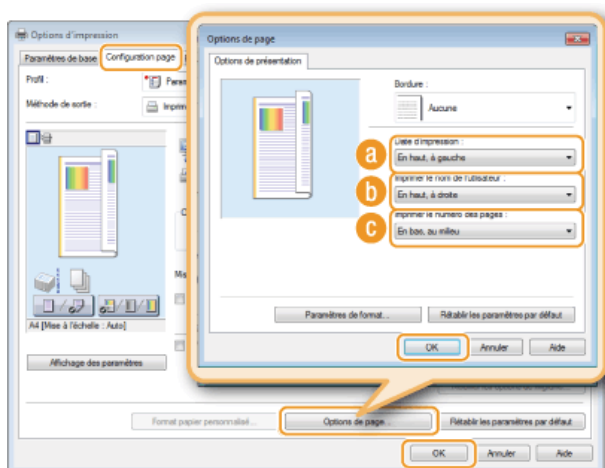 Options d'impression
Paramètres de base
Configuration page
Profil :
Méthode de sortie :
A4 [Mise à l'échelle : Auto]
Affichage des paramètres
Format papier personnalisé...
Options de page...
Rétablir les paramètres par défaut
OK
Annuler
Aide
Options de page
Options de présentation
Bordure :
Aucune
a
Date d'impression :
En haut, à gauche
b
Imprimer le nom de l'utilisateur :
En haut, à droite
c
Imprimer le numéro des pages :
En bas, au milieu
Paramètres de format...
Rétablir les paramètres par défaut
OK
Annuler
Aide